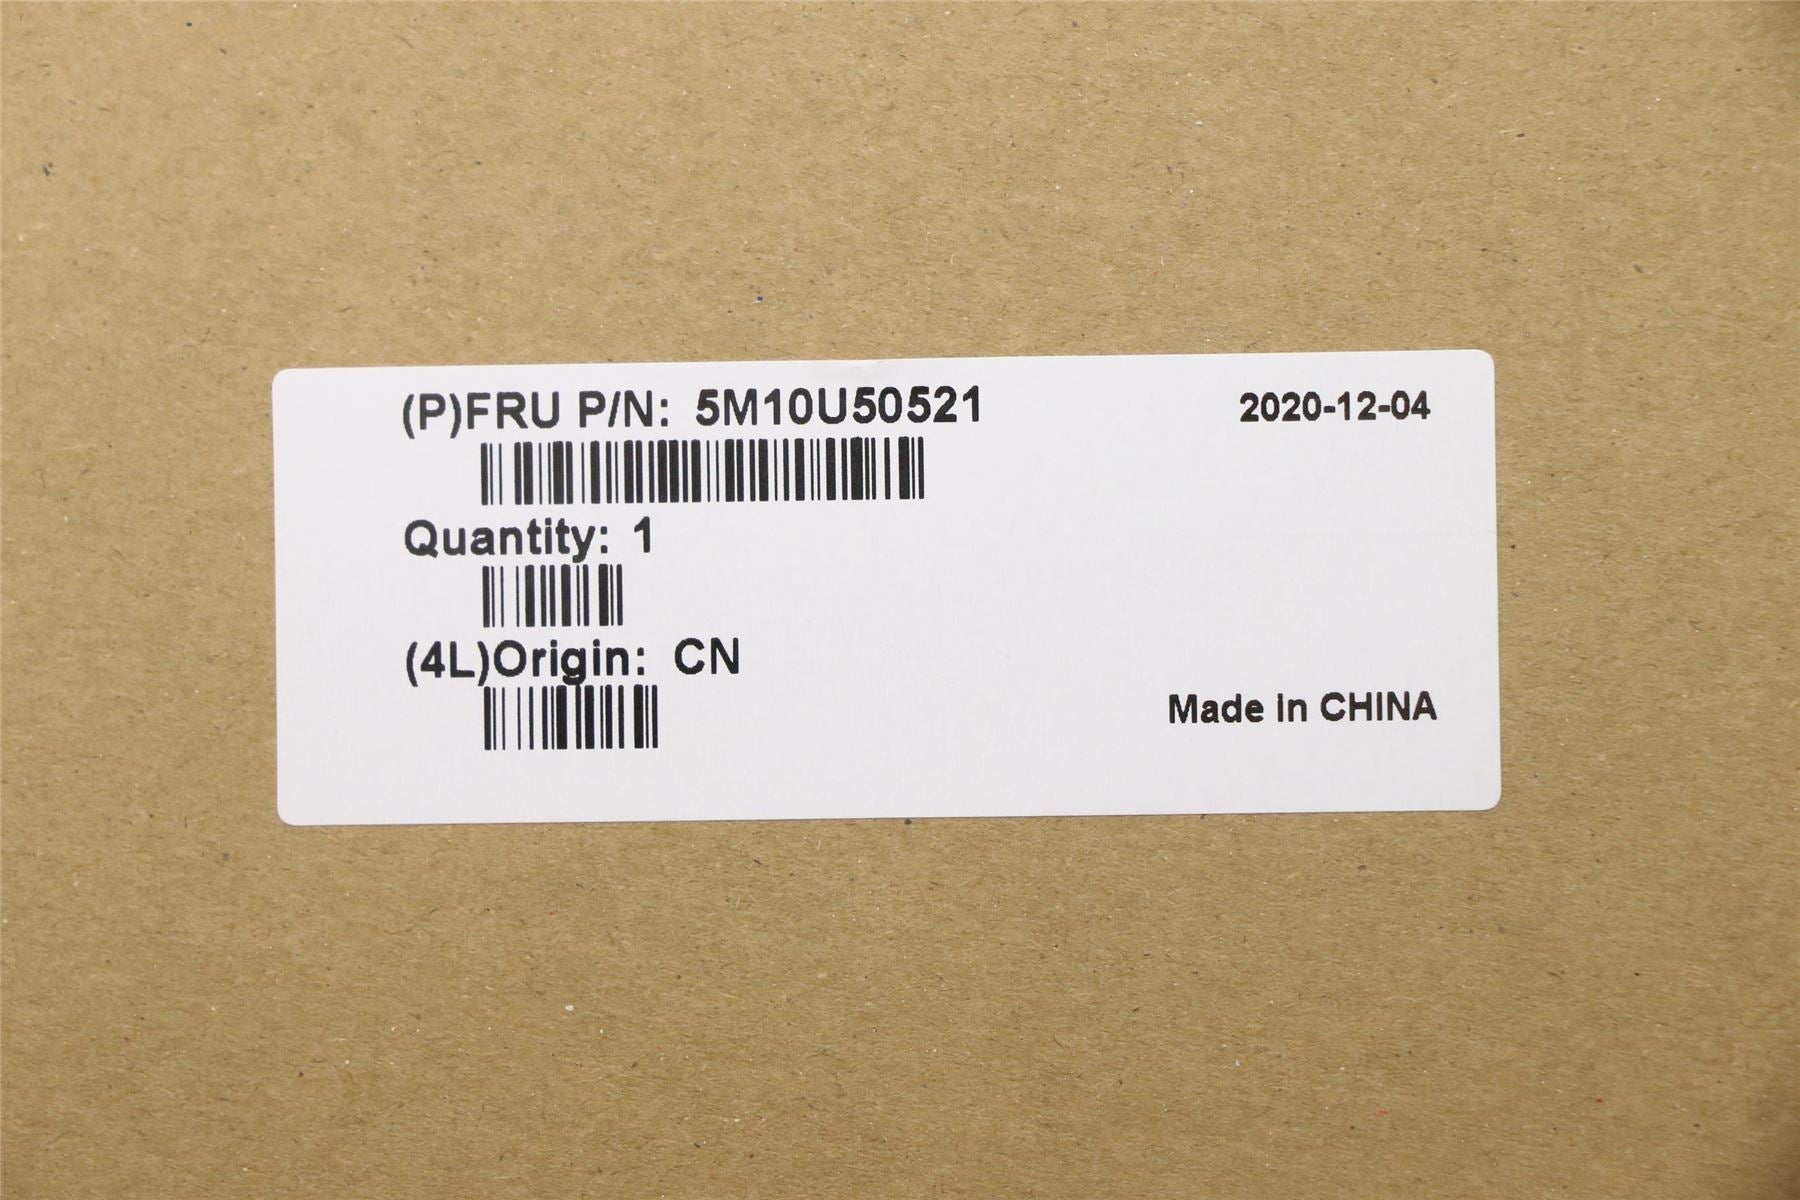 (P)FRU P/N: 5M10U50521
2020-12-04
Quantity: 1
(4L)Origin: CN
Made in CHINA